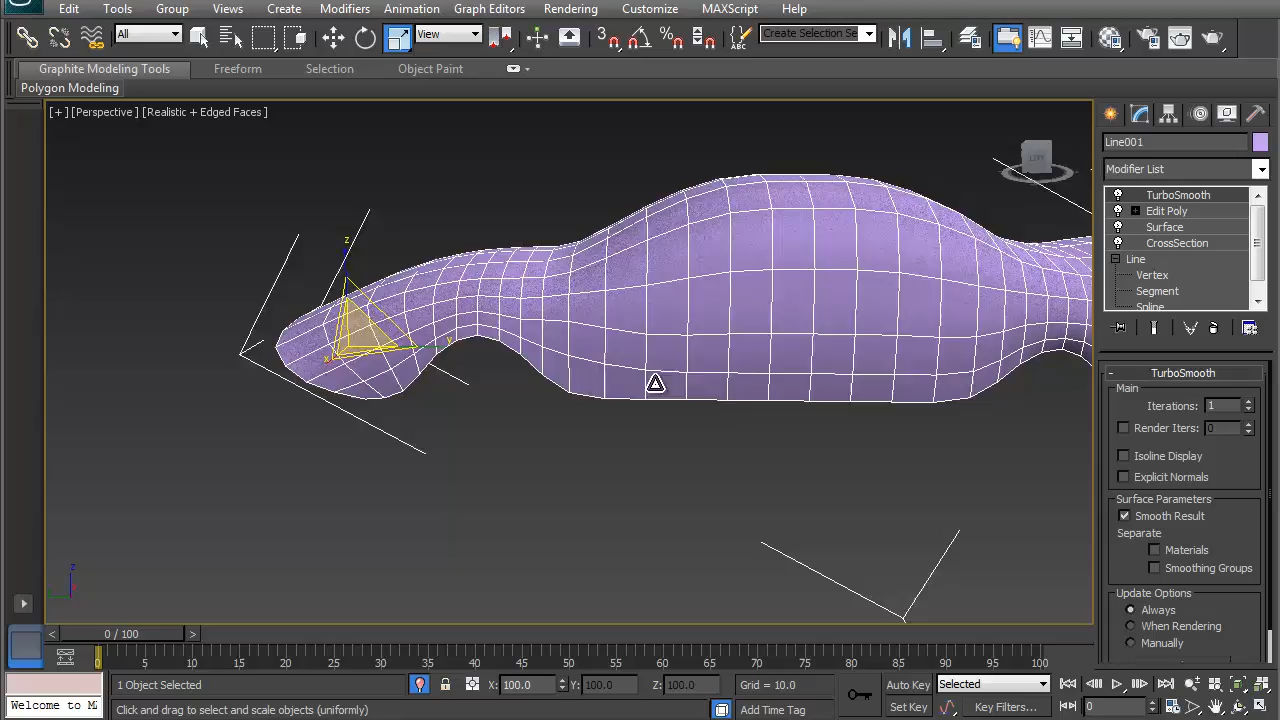 Edit Tools Group Views Create Modifiers Animation Graph Editors Rendering Customize MAXScript Help
All View Create Selection Se
Graphite Modeling Tools Freeform Selection Object Paint
Polygon Modeling
[+] [Perspective] [Realistic + Edged Faces]
Line001
Modifier List
TurboSmooth
Edit Poly
Surface
CrossSection
Line
Vertex
Segment
Spline
z
x
y
TurboSmooth
Main
Iterations: 1
Render Iters: 0
Isoline Display
Explicit Normals
Surface Parameters
Smooth Result
Separate
Materials
Smoothing Groups
Update Options
Always
When Rendering
Manually
z
0 / 100
0 5 10 15 20 25 30 35 40 45 50 55 60 65 70 75 80 85 90 95 100
1 Object Selected X: 100.0 Y: 100.0 Z: 100.0 Grid = 10.0 Auto Key Selected
Welcome to Click and drag to select and scale objects (uniformly) Add Time Tag Set Key Key Filters... 0